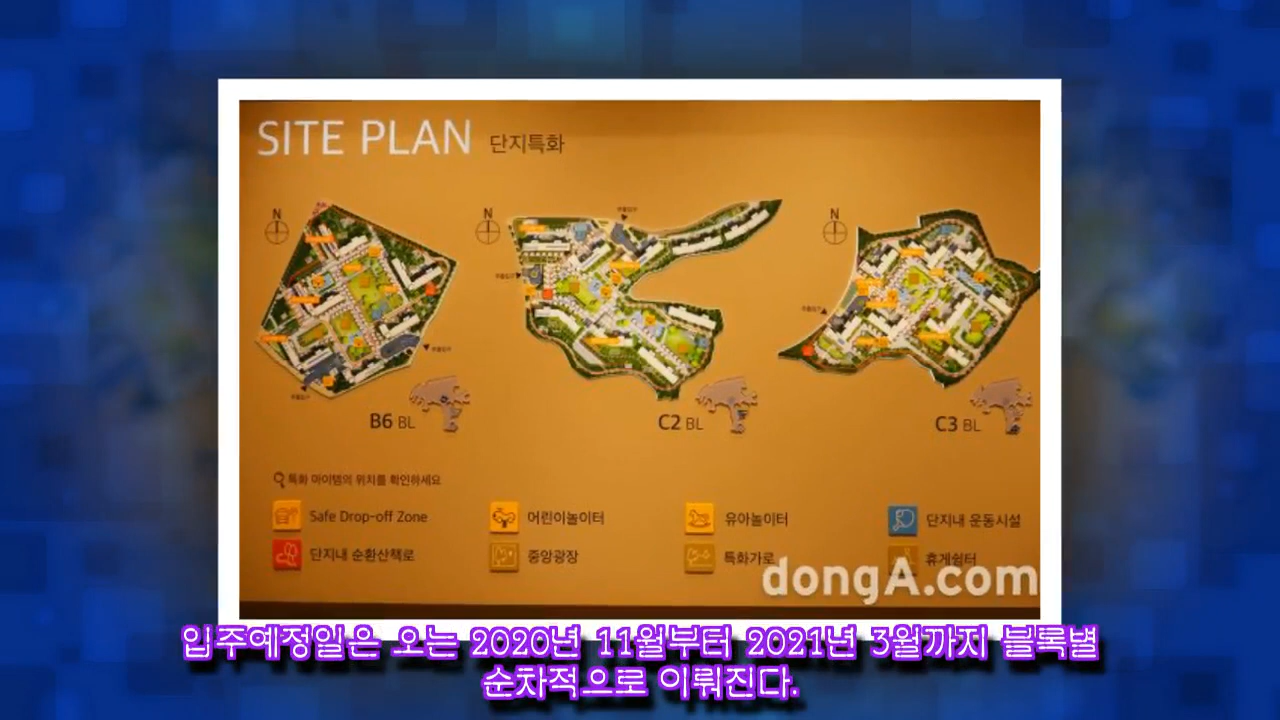 SITE PLAN 단지특화
N
N
N
B6 BL
C2 BL
C3 BL
특화 아이템의 위치를 확인하세요
Safe Drop-off Zone
어린이놀이터
유아놀이터
단지내 운동시설
단지내 순환산책로
중앙광장
특화가로
휴게쉼터
dongA.com
입주예정일은 오는 2020년 11월부터 2021년 3월까지 블록별
순차적으로 이뤄진다.